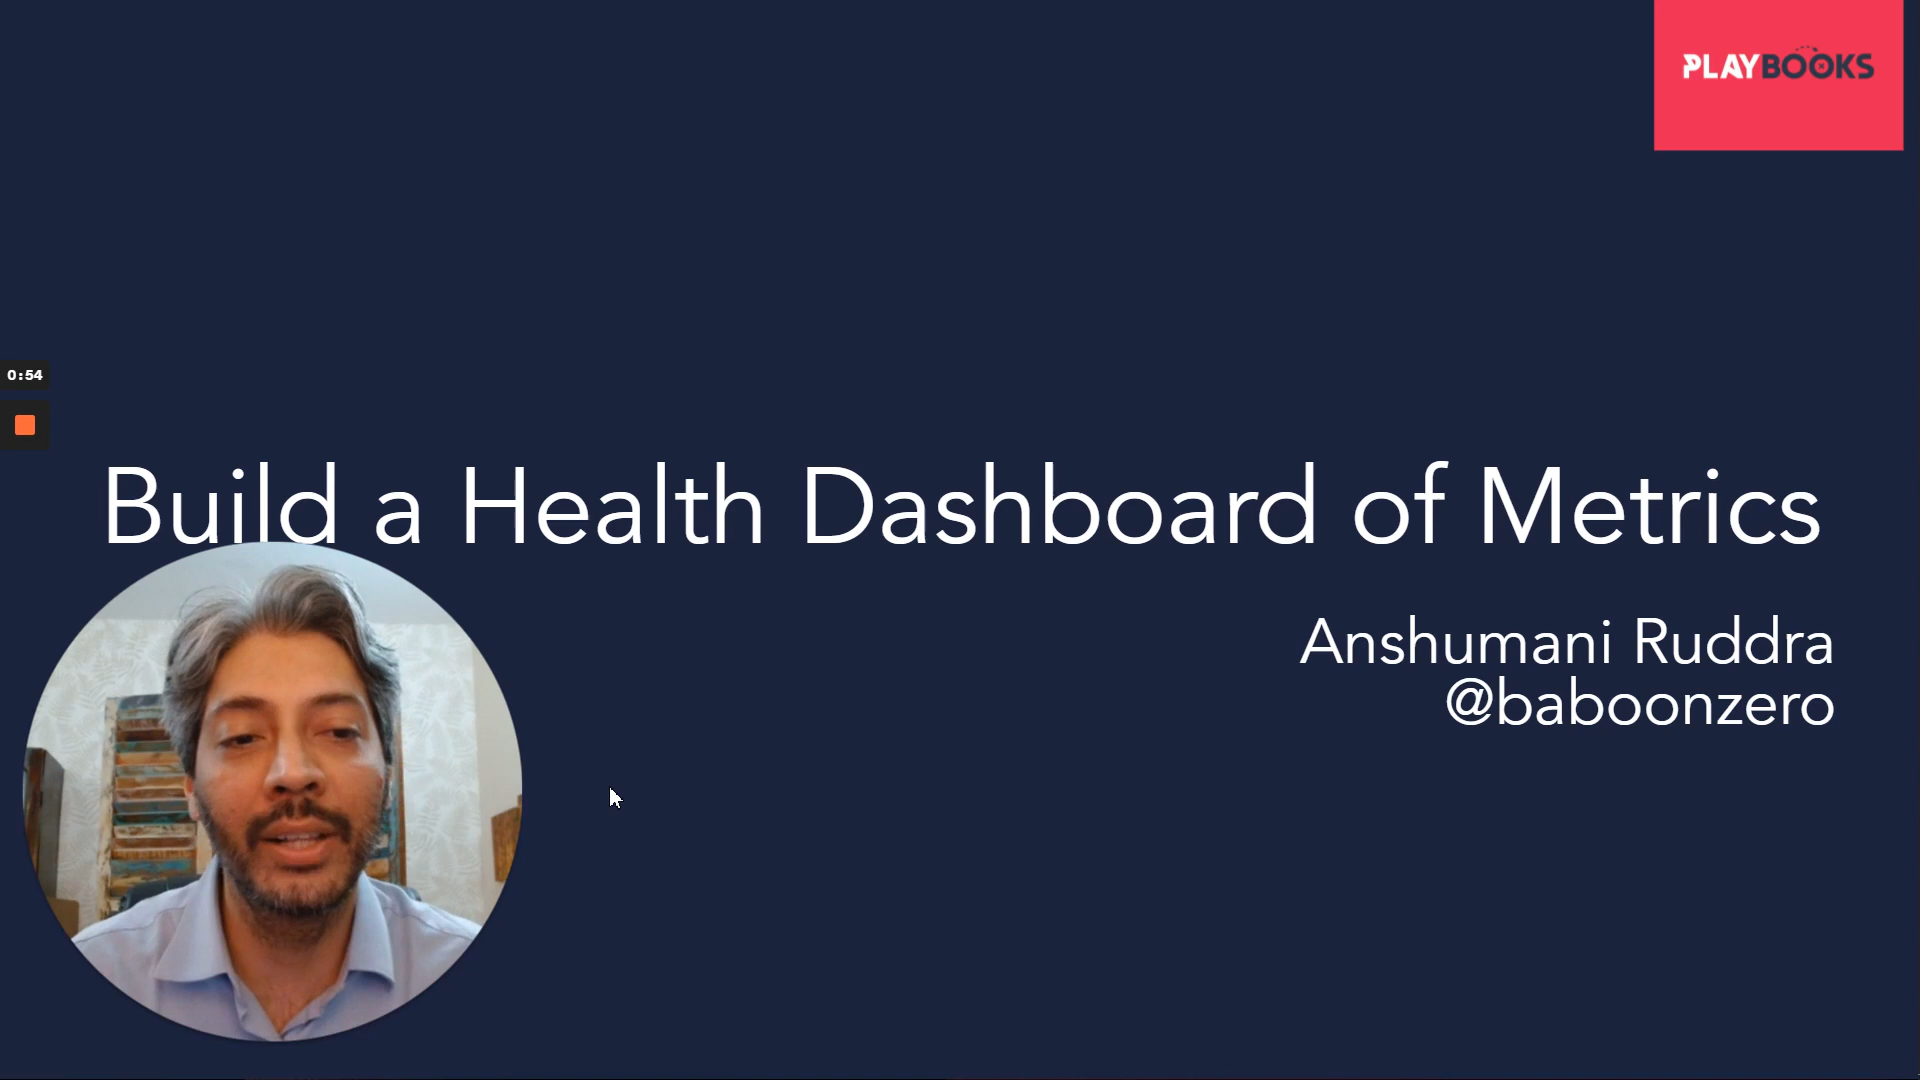 PLAYBOOKS
0:54
Build a Health Dashboard of Metrics
Anshumani Ruddra
@baboonzero